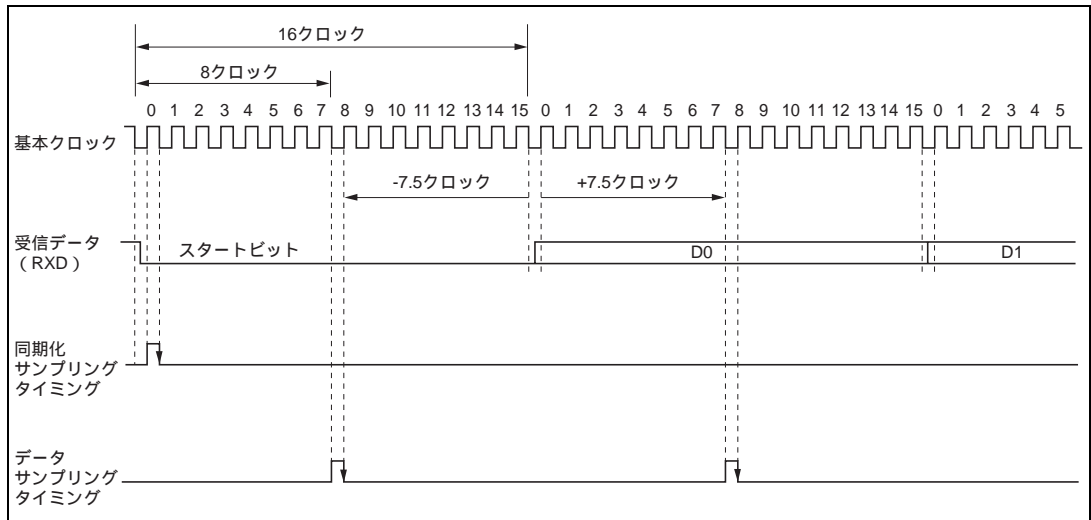 16クロック
8クロック
0 1 2 3 4 5 6 7 8 9 10 11 12 13 14 15 0 1 2 3 4 5 6 7 8 9 10 11 12 13 14 15 0 1 2 3 4 5
基本クロック
-7.5クロック +7.5クロック
受信データ
(RXD)
スタートビット D0 D1
同期化
サンプリング
タイミング
データ
サンプリング
タイミング